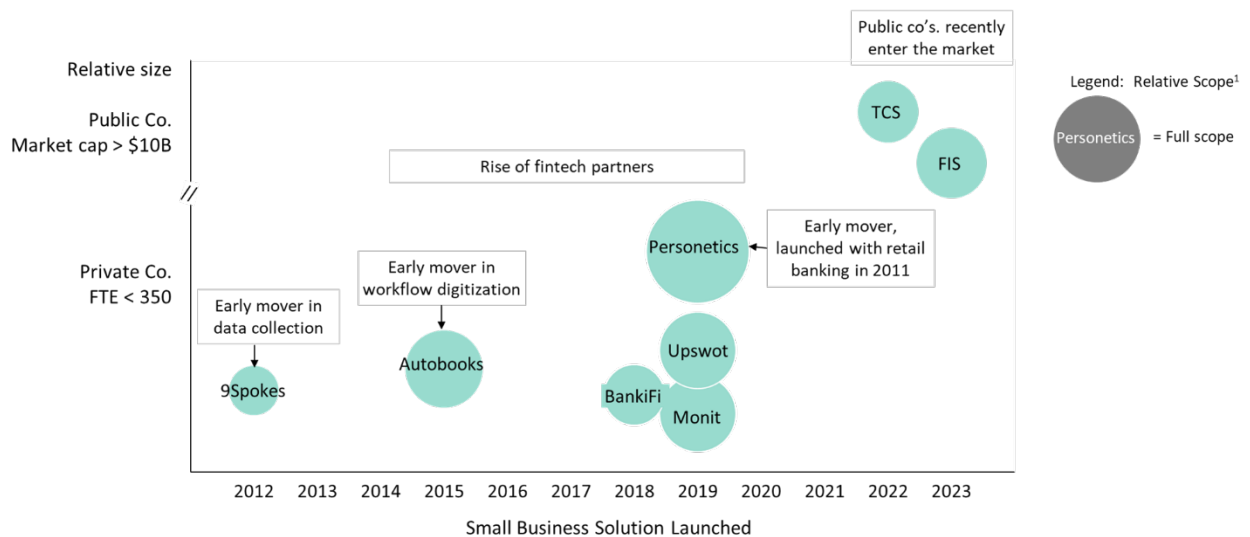 Public co's. recently
enter the market
Relative size
Legend: Relative Scope¹
Public Co.
Market cap > $10B
TCS
Personetics
= Full scope
Rise of fintech partners
FIS
//
Personetics
Early mover,
launched with retail
banking in 2011
Private Co.
FTE < 350
Early mover in
workflow digitization
Early mover in
data collection
Upswot
Autobooks
9Spokes
BankiFi
Monit
2012 2013 2014 2015 2016 2017 2018 2019 2020 2021 2022 2023
Small Business Solution Launched